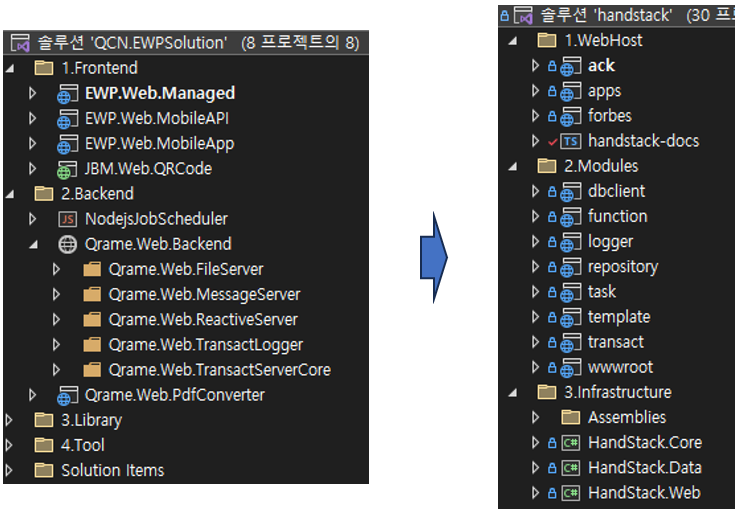 솔루션 'QCN.EWPSolution' (8 프로젝트의 8)
1.Frontend
EWP.Web.Managed
EWP.Web.MobileAPI
EWP.Web.MobileApp
JBM.Web.QRCode
2.Backend
JS NodejsJobScheduler
Qrame.Web.Backend
Qrame.Web.FileServer
Qrame.Web.MessageServer
Qrame.Web.ReactiveServer
Qrame.Web.TransactLogger
Qrame.Web.TransactServerCore
Qrame.Web.PdfConverter
3.Library
4.Tool
Solution Items
솔루션 'handstack' (30 프
1.WebHost
ack
apps
forbes
TS handstack-docs
2.Modules
dbclient
function
logger
repository
task
template
transact
wwwroot
3.Infrastructure
Assemblies
C# HandStack.Core
C# HandStack.Data
C# HandStack.Web